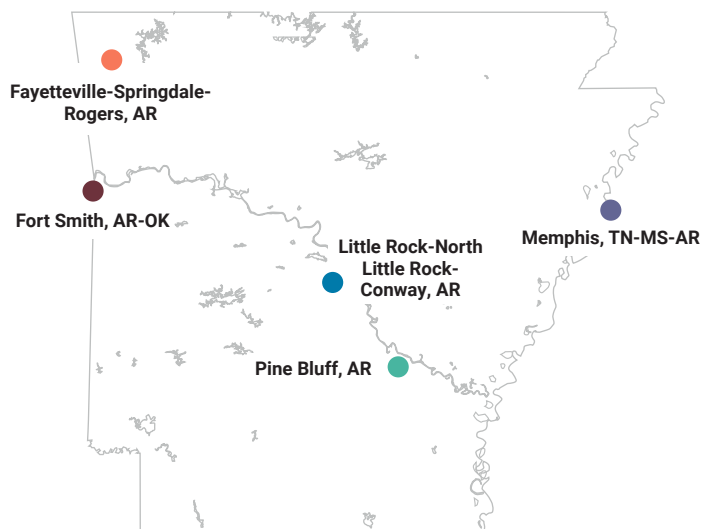 Fayetteville-Springdale-
Rogers, AR
Fort Smith, AR-OK
Memphis, TN-MS-AR
Little Rock-North
Little Rock-
Conway, AR
Pine Bluff, AR